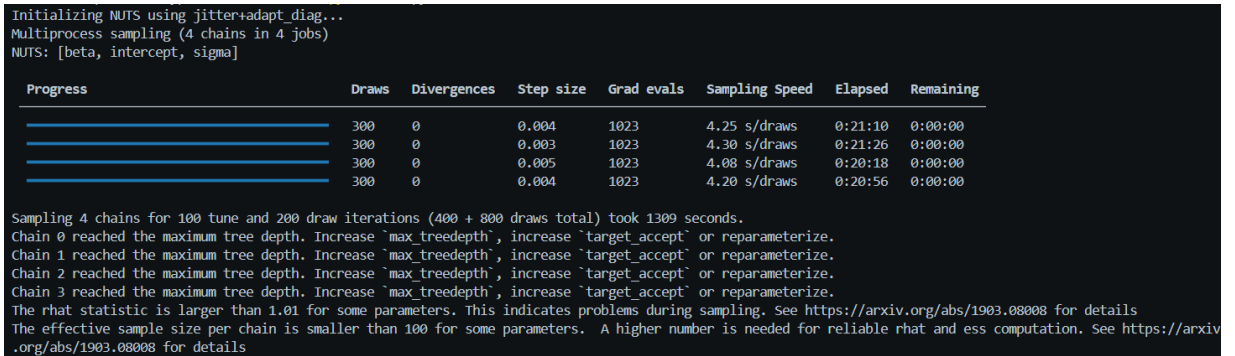 Initializing NUTS using jitter+adapt_diag...
Multiprocess sampling (4 chains in 4 jobs)
NUTS: [beta, intercept, sigma]
Progress Draws Divergences Step size Grad evals Sampling Speed Elapsed Remaining
300 0 0.004 1023 4.25 s/draws 0:21:10 0:00:00
300 0 0.003 1023 4.30 s/draws 0:21:26 0:00:00
300 0 0.005 1023 4.08 s/draws 0:20:18 0:00:00
300 0 0.004 1023 4.20 s/draws 0:20:56 0:00:00
Sampling 4 chains for 100 tune and 200 draw iterations (400 + 800 draws total) took 1309 seconds.
Chain 0 reached the maximum tree depth. Increase `max_treedepth`, increase `target_accept` or reparameterize.
Chain 1 reached the maximum tree depth. Increase `max_treedepth`, increase `target_accept` or reparameterize.
Chain 2 reached the maximum tree depth. Increase `max_treedepth`, increase `target_accept` or reparameterize.
Chain 3 reached the maximum tree depth. Increase `max_treedepth`, increase `target_accept` or reparameterize.
The rhat statistic is larger than 1.01 for some parameters. This indicates problems during sampling. See https://arxiv.org/abs/1903.08008 for details
The effective sample size per chain is smaller than 100 for some parameters.  A higher number is needed for reliable rhat and ess computation. See https://arxiv
.org/abs/1903.08008 for details